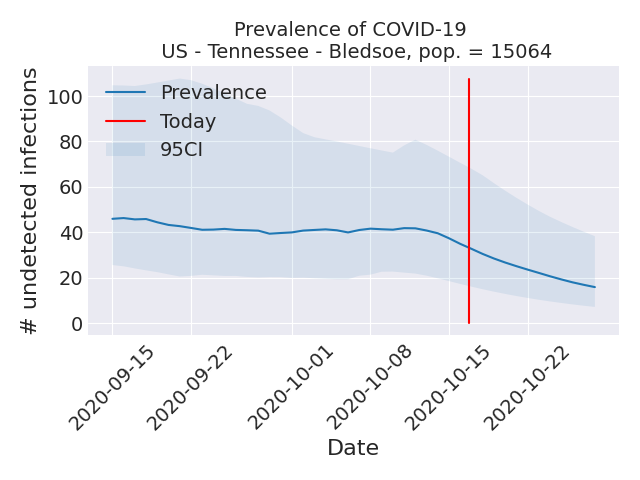 Prevalence of COVID-19
US - Tennessee - Bledsoe, pop. = 15064
# undetected infections
100
80
60
40
20
0
Prevalence
Today
95CI
2020-09-15
2020-09-22
2020-10-01
2020-10-08
2020-10-15
2020-10-22
Date